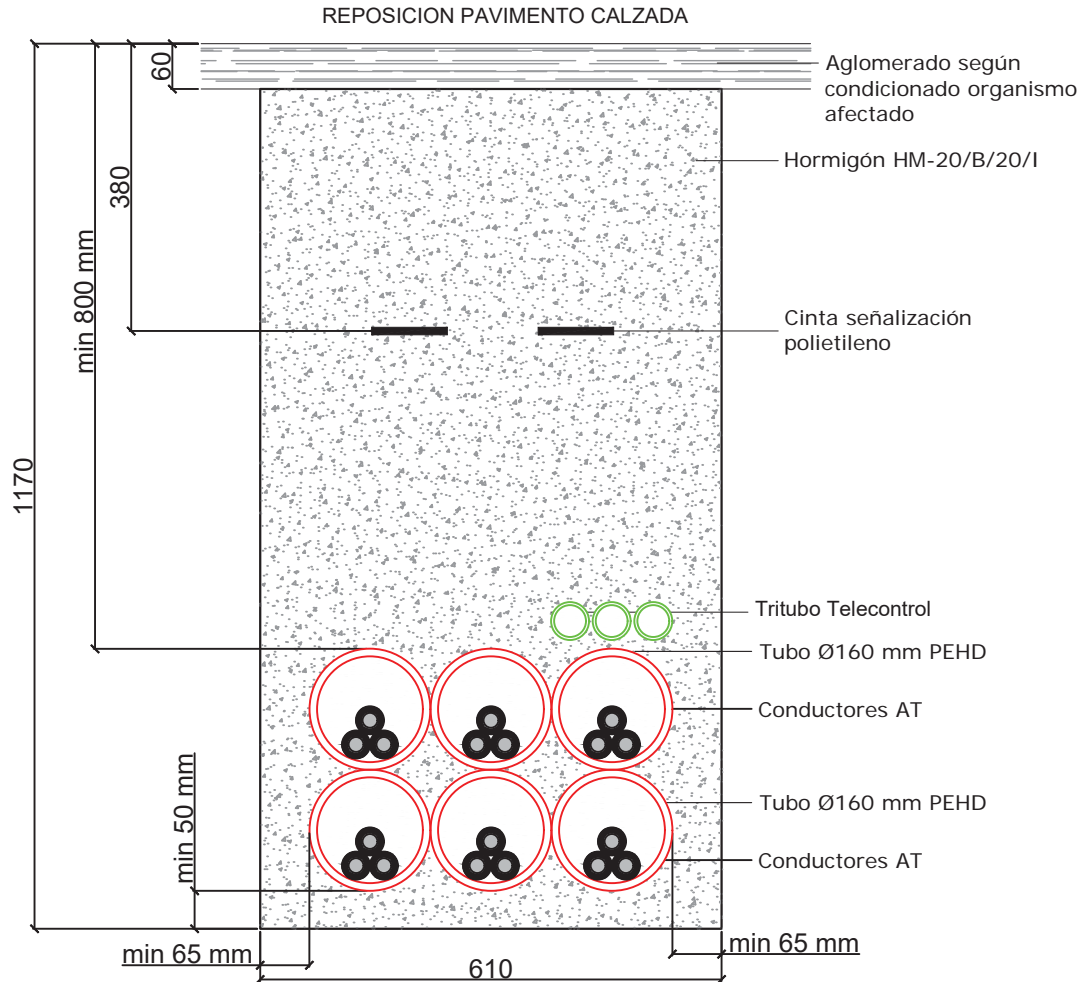 REPOSICION PAVIMENTO CALZADA
60
380
min 800 mm
1170
Aglomerado según
condicionado organismo
afectado
Hormigón HM-20/B/20/I
Cinta señalización
polietileno
Tritubo Telecontrol
Tubo Ø160 mm PEHD
Conductores AT
Tubo Ø160 mm PEHD
Conductores AT
min 50 mm
min 65 mm
610
min 65 mm